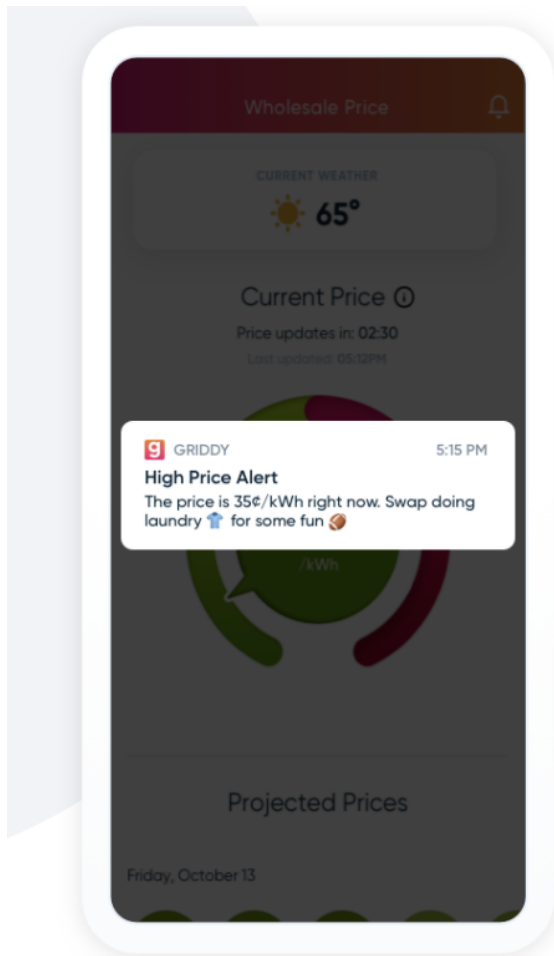 Wholesale Price
CURRENT WEATHER
65°
Current Price
Price updates in: 02:30
Last updated: 05:12PM
g GRIDDY 5:15 PM
High Price Alert
The price is 35¢/kWh right now. Swap doing
laundry 👕 for some fun 🏈
/kWh
Projected Prices
Friday, October 13